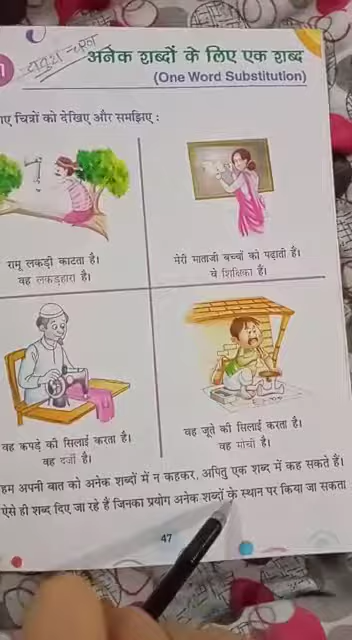 अनेक शब्दों के लिए एक शब्द
(One Word Substitution)
ए चित्रों को देखिए और समझिए :
रामू लकड़ी काटता है।
वह लकड़हारा है।
मेरी माताजी बच्चों को पढ़ाती हैं।
वे शिक्षिका हैं।
वह कपड़े की सिलाई करता है।
वह दर्जी है।
वह जूते की सिलाई करता है।
वह मोची है।
हम अपनी बात को अनेक शब्दों में न कहकर, अपितु एक शब्द में कह सकते हैं।
ऐसे ही शब्द दिए जा रहे हैं जिनका प्रयोग अनेक शब्दों के स्थान पर किया जा सकता
47